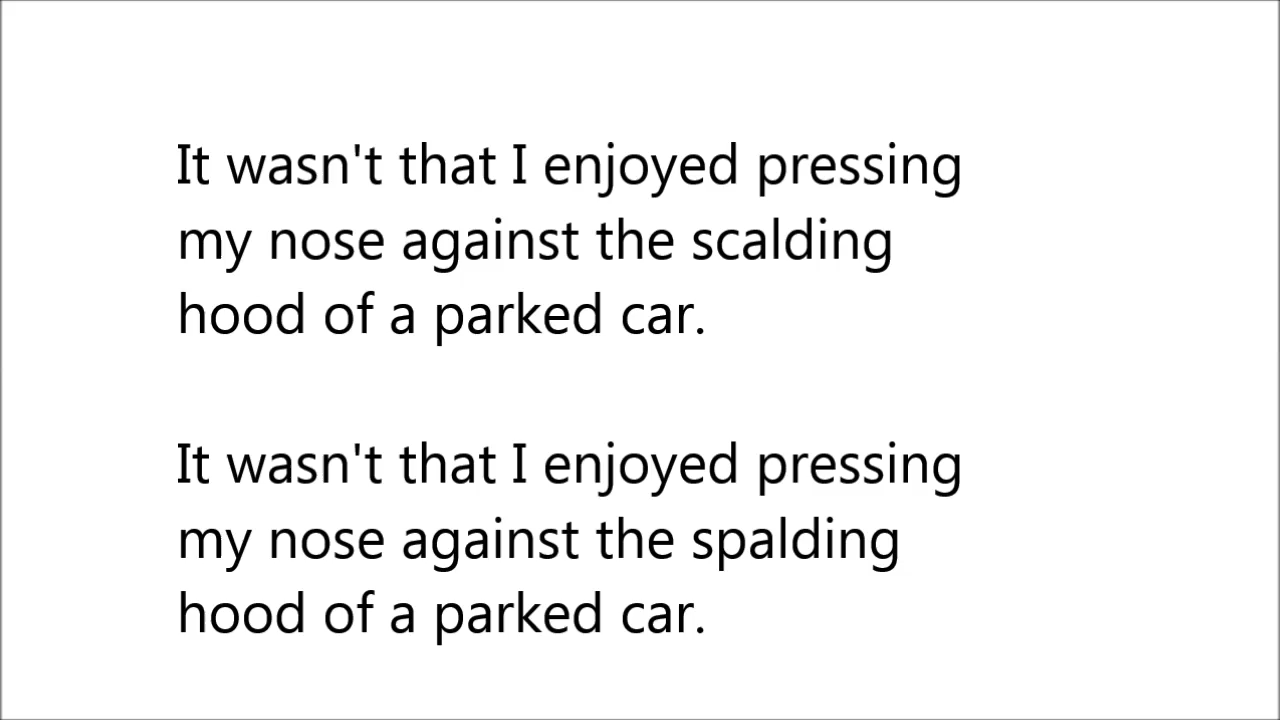 It wasn't that I enjoyed pressing
my nose against the scalding
hood of a parked car.
It wasn't that I enjoyed pressing
my nose against the spalding
hood of a parked car.